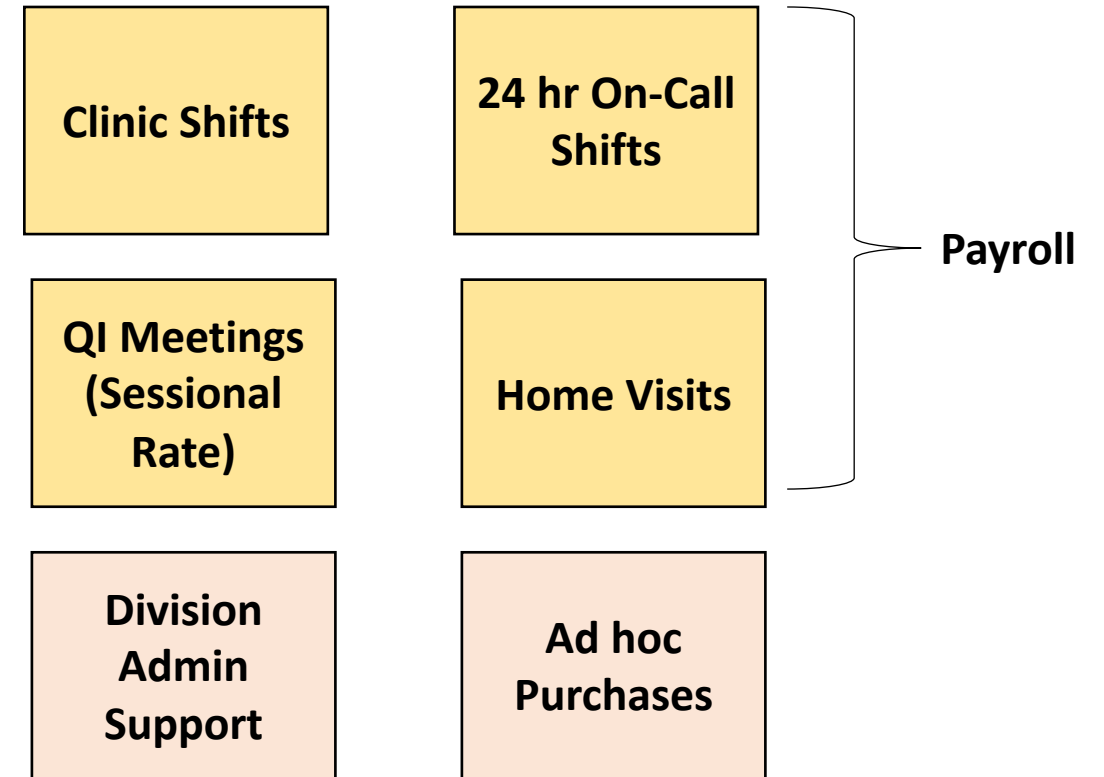 Clinic Shifts
24 hr On-Call
Shifts
Payroll
QI Meetings
(Sessional
Rate)
Home Visits
Division
Admin
Support
Ad hoc
Purchases